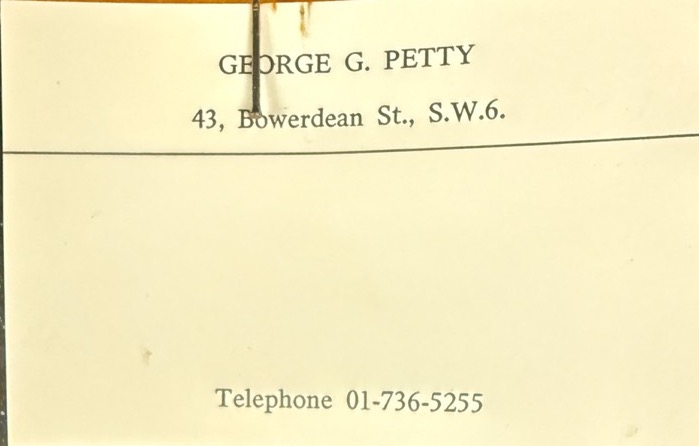 GEORGE G. PETTY
43, Bowerdean St., S.W.6.
Telephone 01-736-5255